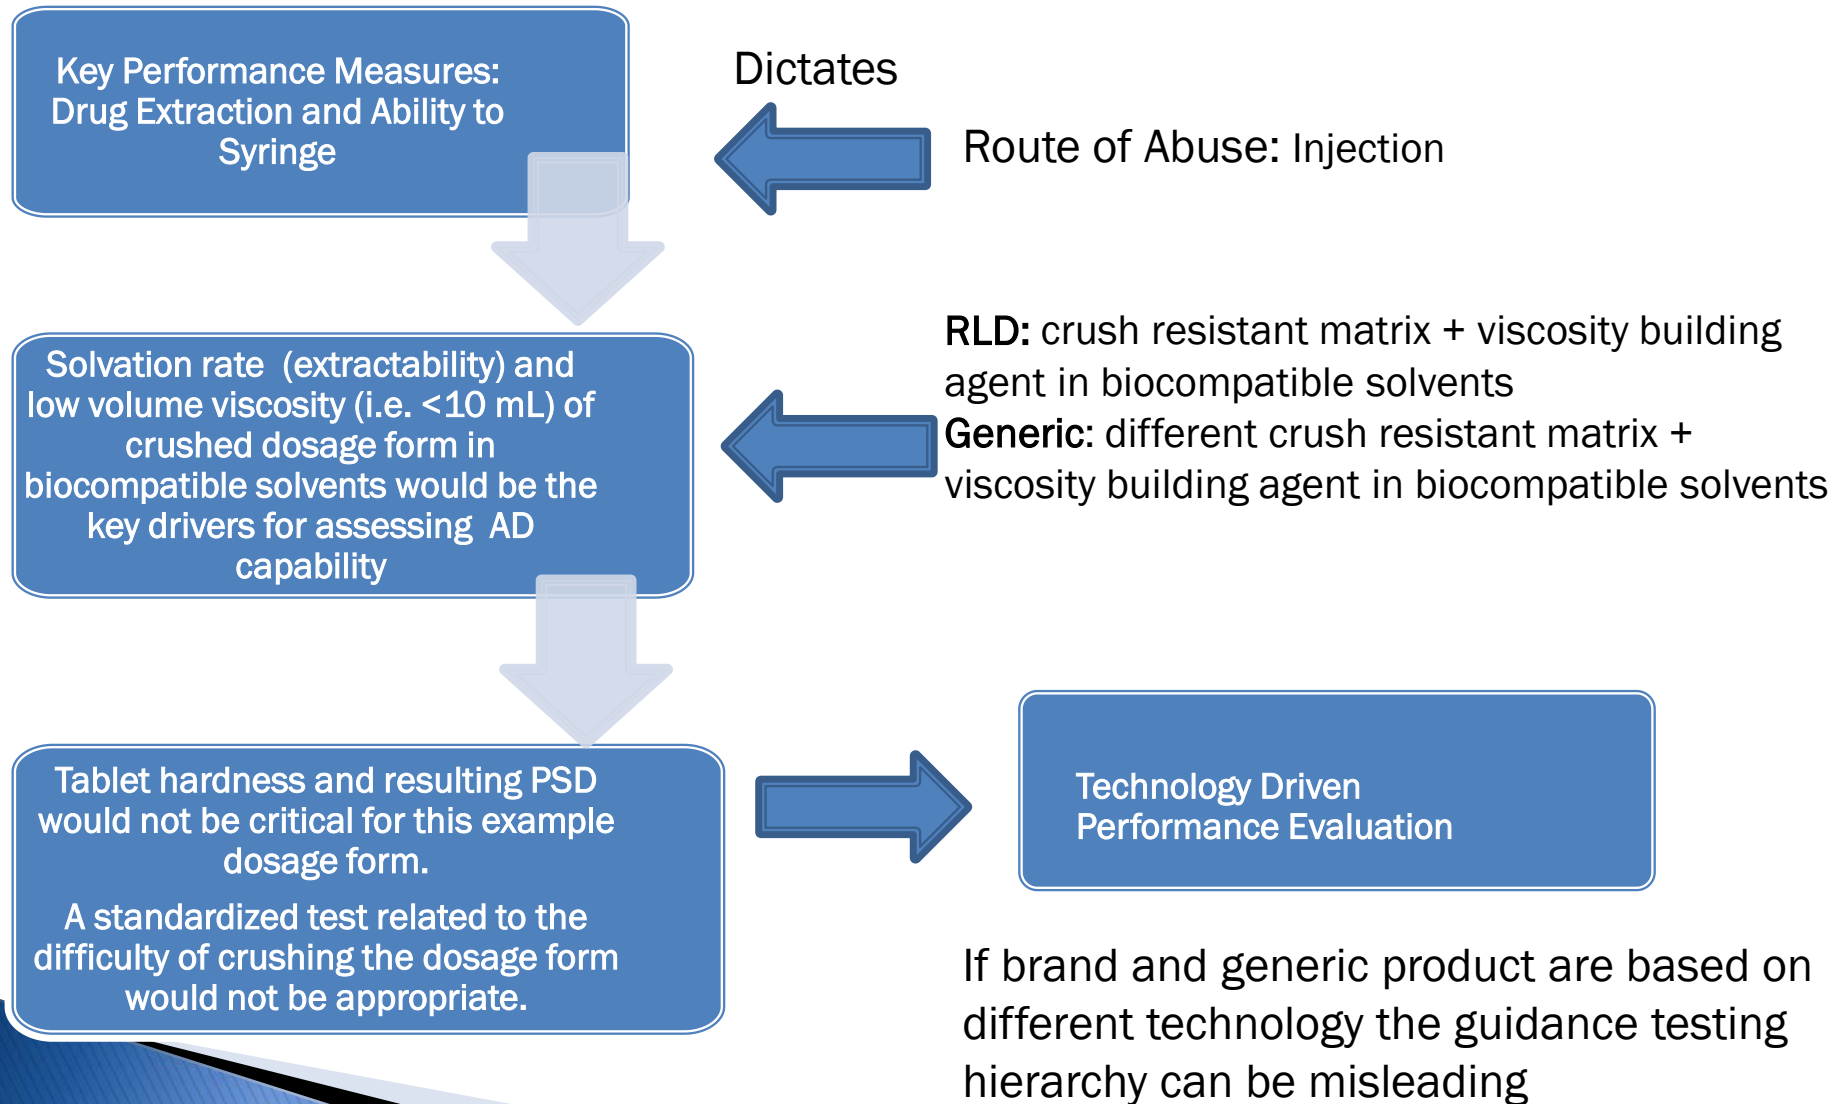 Key Performance Measures:
Drug Extraction and Ability to
Syringe
Dictates
Route of Abuse: Injection
Solvation rate (extractability) and
low volume viscosity (i.e. <10 mL) of
crushed dosage form in
biocompatible solvents would be the
key drivers for assessing AD
capability
RLD: crush resistant matrix + viscosity building
agent in biocompatible solvents
Generic: different crush resistant matrix +
viscosity building agent in biocompatible solvents
Tablet hardness and resulting PSD
would not be critical for this example
dosage form.
A standardized test related to the
difficulty of crushing the dosage form
would not be appropriate.
Technology Driven
Performance Evaluation
If brand and generic product are based on
different technology the guidance testing
hierarchy can be misleading